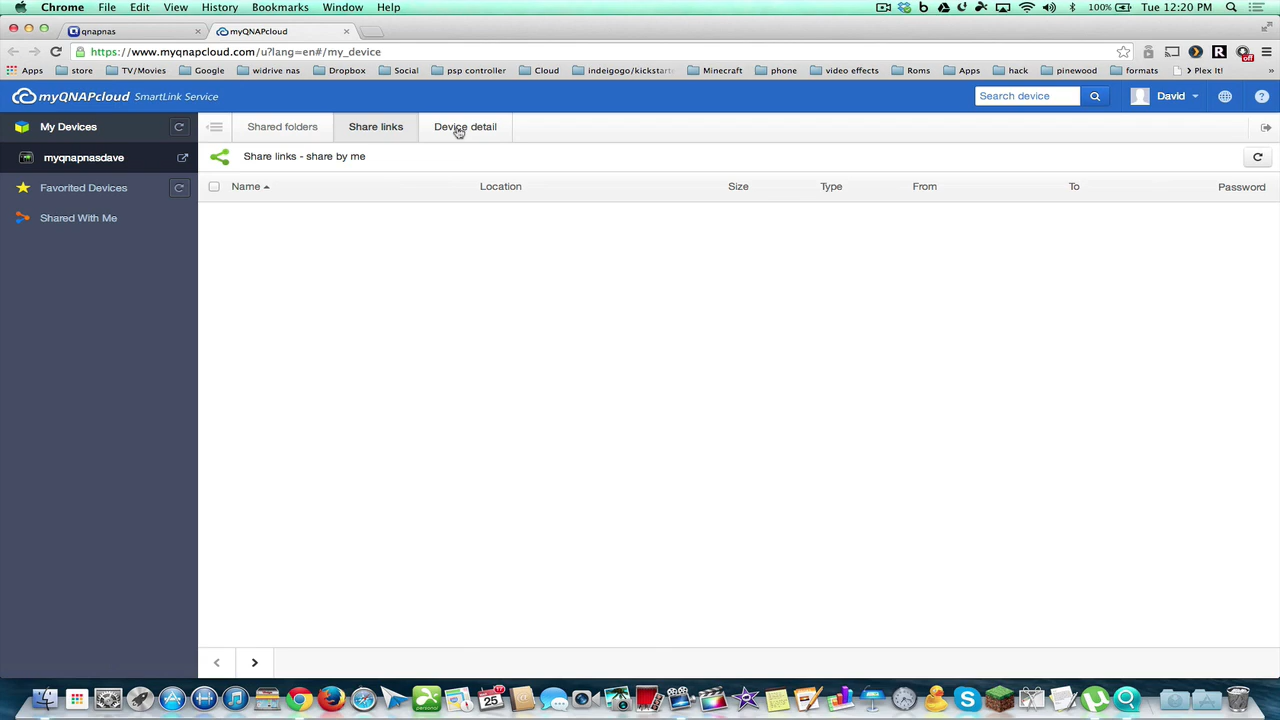 Chrome File Edit View History Bookmarks Window Help 100% Tue 12:20 PM
qnapnas myQNAPcloud
https://www.myqnapcloud.com/u?lang=en#/my_device
Apps store TV/Movies Google widrive nas Dropbox Social psp controller Cloud indeigogo/kickstart Minecraft phone video effects Roms Apps hack pinewood formats Plex It! »
myQNAPcloud SmartLink Service Search device David
My Devices Shared folders Share links Device detail
myqnapnasdave Share links - share by me
Favorited Devices Name Location Size Type From To Password
Shared With Me